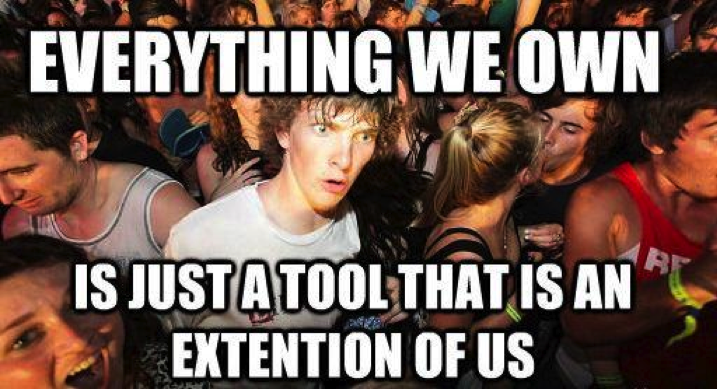 EVERYTHING WE OWN
IS JUST A TOOL THAT IS AN
EXTENTION OF US